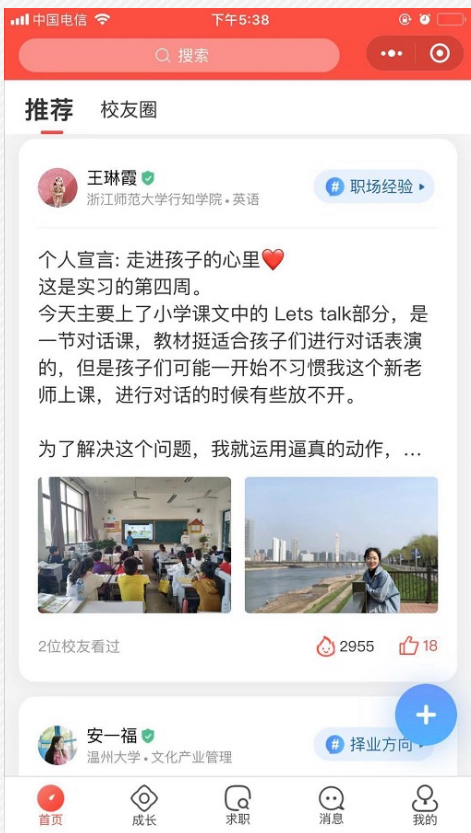 中国电信 下午5:38
搜索
推荐 校友圈
王琳霞
浙江师范大学行知学院•英语
# 职场经验
个人宣言: 走进孩子的心里❤️
这是实习的第四周。
今天主要上了小学课文中的 Lets talk部分，是
一节对话课，教材挺适合孩子们进行对话表演
的，但是孩子们可能一开始不习惯我这个新老
师上课，进行对话的时候有些放不开。
为了解决这个问题，我就运用逼真的动作，...
2位校友看过 2955 18
安一福
温州大学•文化产业管理
# 择业方向
首页 成长 求职 消息 我的